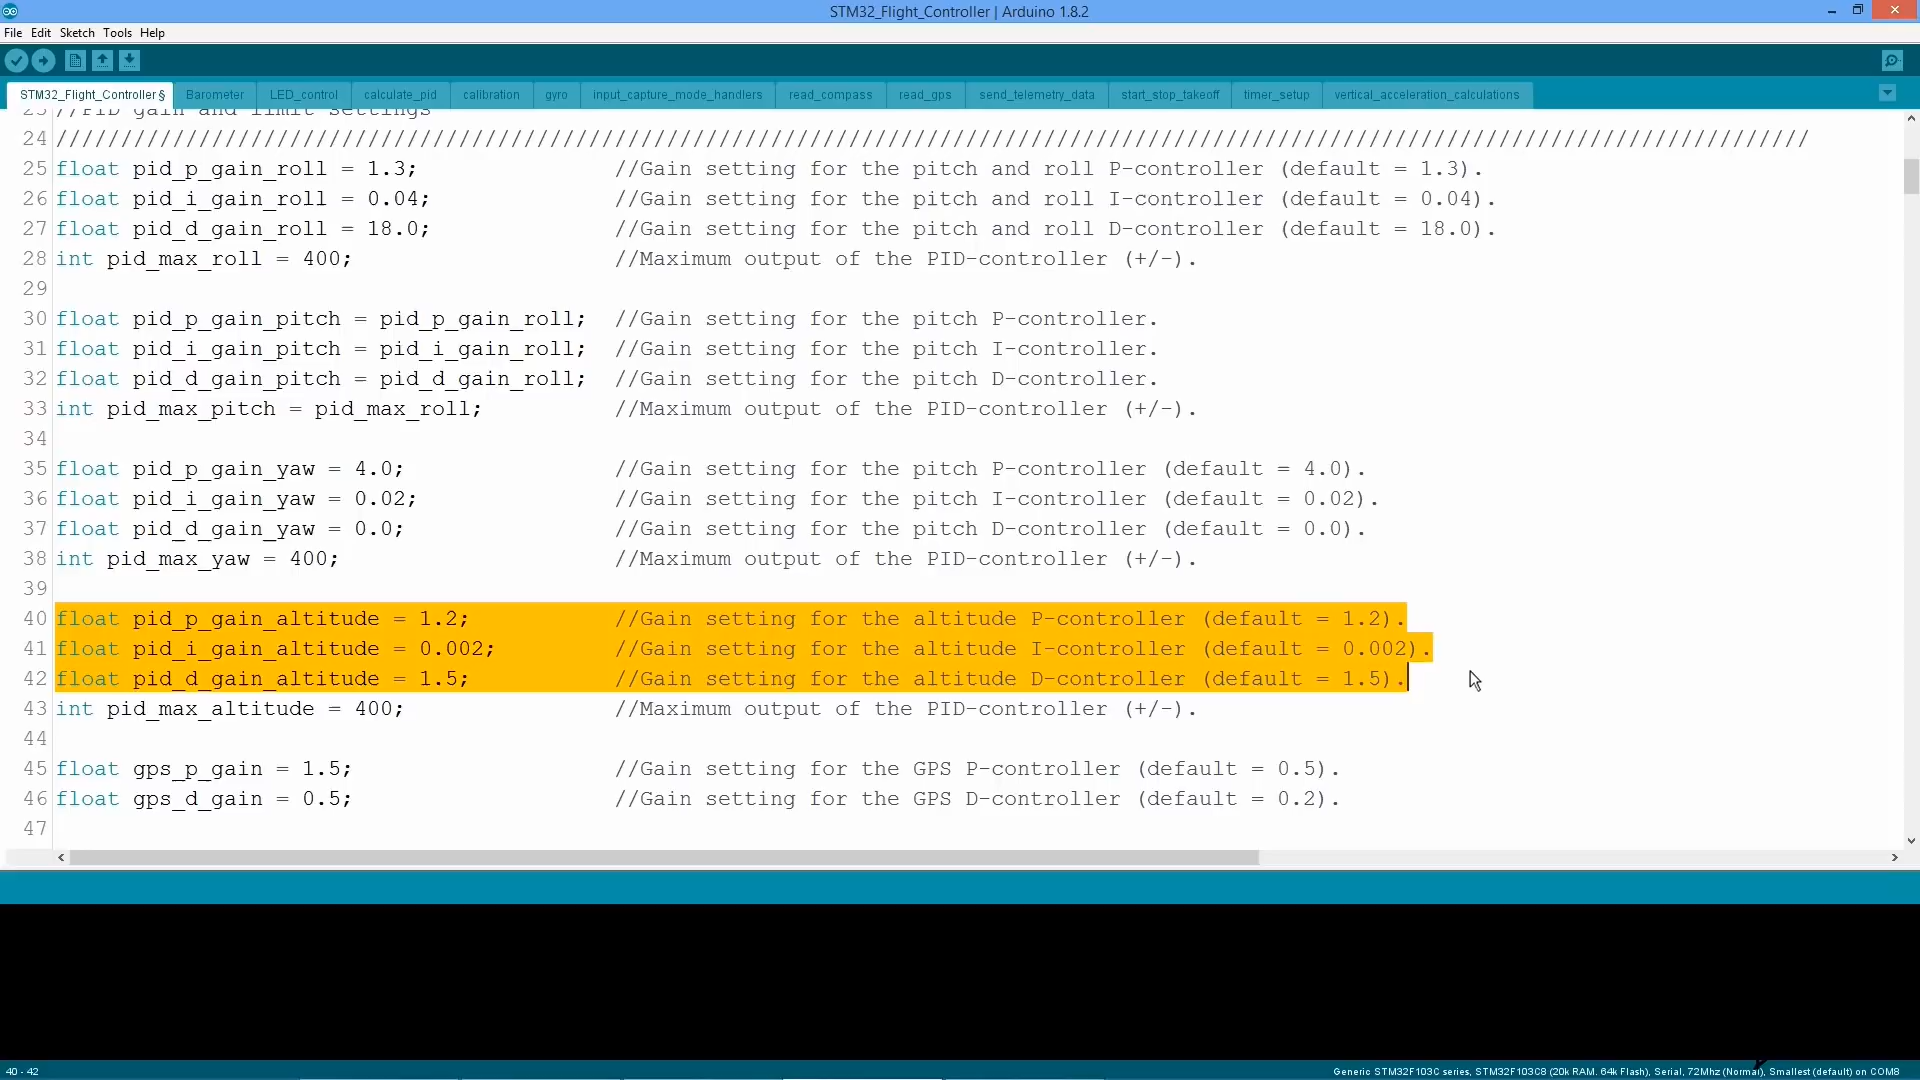 STM32_Flight_Controller | Arduino 1.8.2
File Edit Sketch Tools Help
STM32_Flight_Controller § Barometer LED_control calculate_pid calibration gyro input_capture_mode_handlers read_compass read_gps send_telemetry_data start_stop_takeoff timer_setup vertical_acceleration_calculations
23 //PID gain and limit settings
24 ///////////////////////////////////////////////////////////////////////////////////////////////////////////////////////////////////////
25 float pid_p_gain_roll = 1.3; //Gain setting for the pitch and roll P-controller (default = 1.3).
26 float pid_i_gain_roll = 0.04; //Gain setting for the pitch and roll I-controller (default = 0.04).
27 float pid_d_gain_roll = 18.0; //Gain setting for the pitch and roll D-controller (default = 18.0).
28 int pid_max_roll = 400; //Maximum output of the PID-controller (+/-).
29
30 float pid_p_gain_pitch = pid_p_gain_roll; //Gain setting for the pitch P-controller.
31 float pid_i_gain_pitch = pid_i_gain_roll; //Gain setting for the pitch I-controller.
32 float pid_d_gain_pitch = pid_d_gain_roll; //Gain setting for the pitch D-controller.
33 int pid_max_pitch = pid_max_roll; //Maximum output of the PID-controller (+/-).
34
35 float pid_p_gain_yaw = 4.0; //Gain setting for the pitch P-controller (default = 4.0).
36 float pid_i_gain_yaw = 0.02; //Gain setting for the pitch I-controller (default = 0.02).
37 float pid_d_gain_yaw = 0.0; //Gain setting for the pitch D-controller (default = 0.0).
38 int pid_max_yaw = 400; //Maximum output of the PID-controller (+/-).
39
40 float pid_p_gain_altitude = 1.2; //Gain setting for the altitude P-controller (default = 1.2).
41 float pid_i_gain_altitude = 0.002; //Gain setting for the altitude I-controller (default = 0.002).
42 float pid_d_gain_altitude = 1.5; //Gain setting for the altitude D-controller (default = 1.5).
43 int pid_max_altitude = 400; //Maximum output of the PID-controller (+/-).
44
45 float gps_p_gain = 1.5; //Gain setting for the GPS P-controller (default = 0.5).
46 float gps_d_gain = 0.5; //Gain setting for the GPS D-controller (default = 0.2).
47
40 - 42 Generic STM32F103C series, STM32F103C8 (20k RAM. 64k Flash), Serial, 72Mhz (Normal), Smallest (default) on COM8